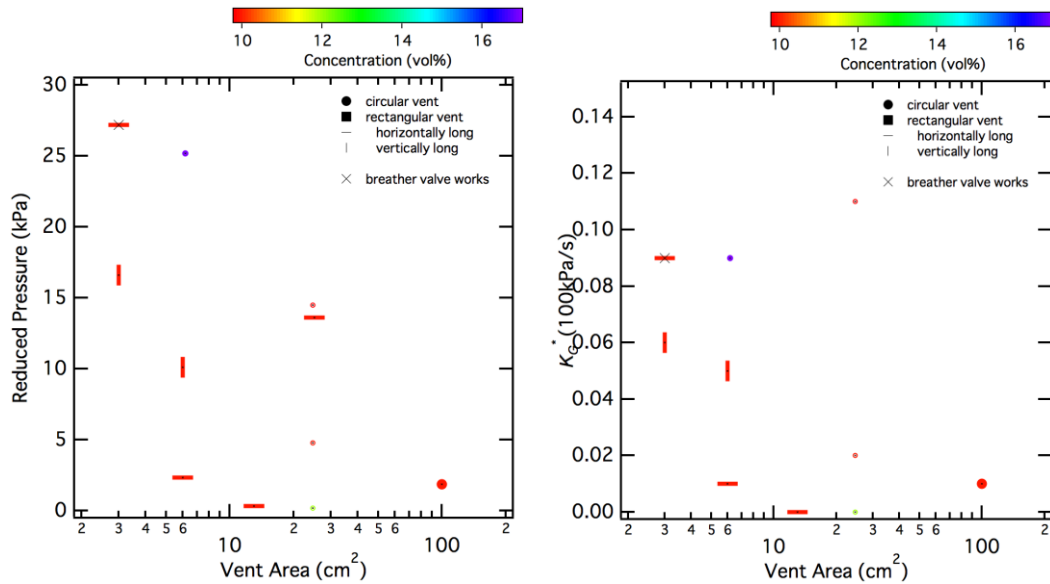 10 12 14 16
Concentration (vol%)
30
25
20
15
10
5
0
Reduced Pressure (kPa)
circular vent
rectangular vent
horizontally long
vertically long
breather valve works
2 3 4 5 6 10 2 3 4 5 6 100 2
Vent Area (cm2)
10 12 14 16
Concentration (vol%)
0.14
0.12
0.10
0.08
0.06
0.04
0.02
0.00
KG* (100kPa/s)
circular vent
rectangular vent
horizontally long
vertically long
breather valve works
2 3 4 5 6 10 2 3 4 5 6 100 2
Vent Area (cm2)